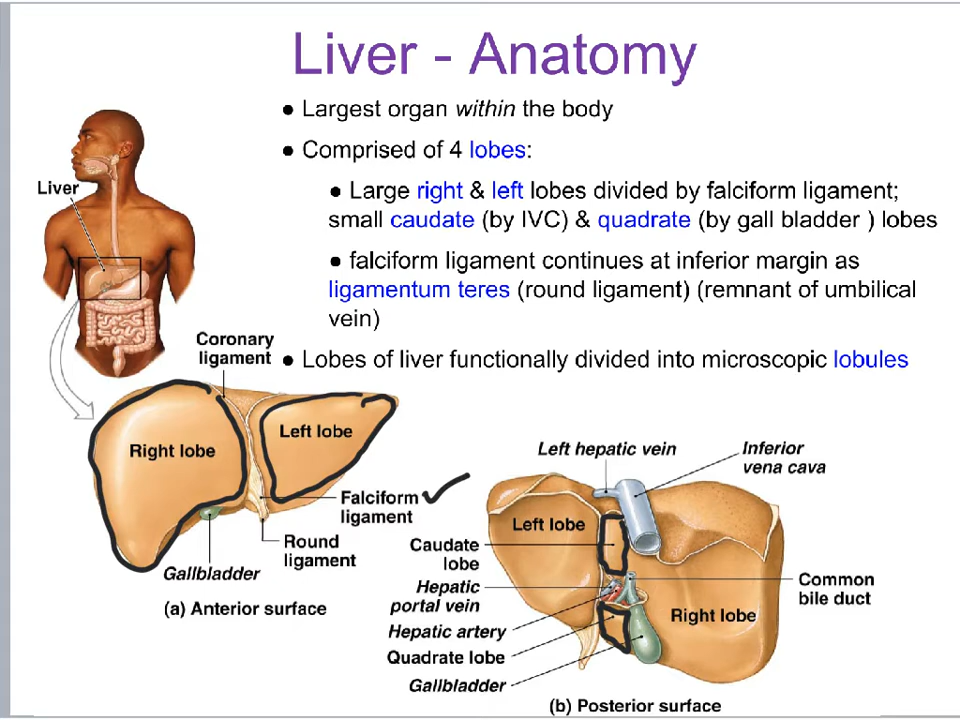 Liver - Anatomy
● Largest organ within the body
● Comprised of 4 lobes:
● Large right & left lobes divided by falciform ligament;
small caudate (by IVC) & quadrate (by gall bladder ) lobes
● falciform ligament continues at inferior margin as
ligamentum teres (round ligament) (remnant of umbilical
vein)
● Lobes of liver functionally divided into microscopic lobules
Liver
Coronary
ligament
Right lobe
Left lobe
Falciform
ligament
Round
ligament
Gallbladder
(a) Anterior surface
Left hepatic vein
Inferior
vena cava
Left lobe
Caudate
lobe
Hepatic
portal vein
Hepatic artery
Quadrate lobe
Gallbladder
Common
bile duct
Right lobe
(b) Posterior surface